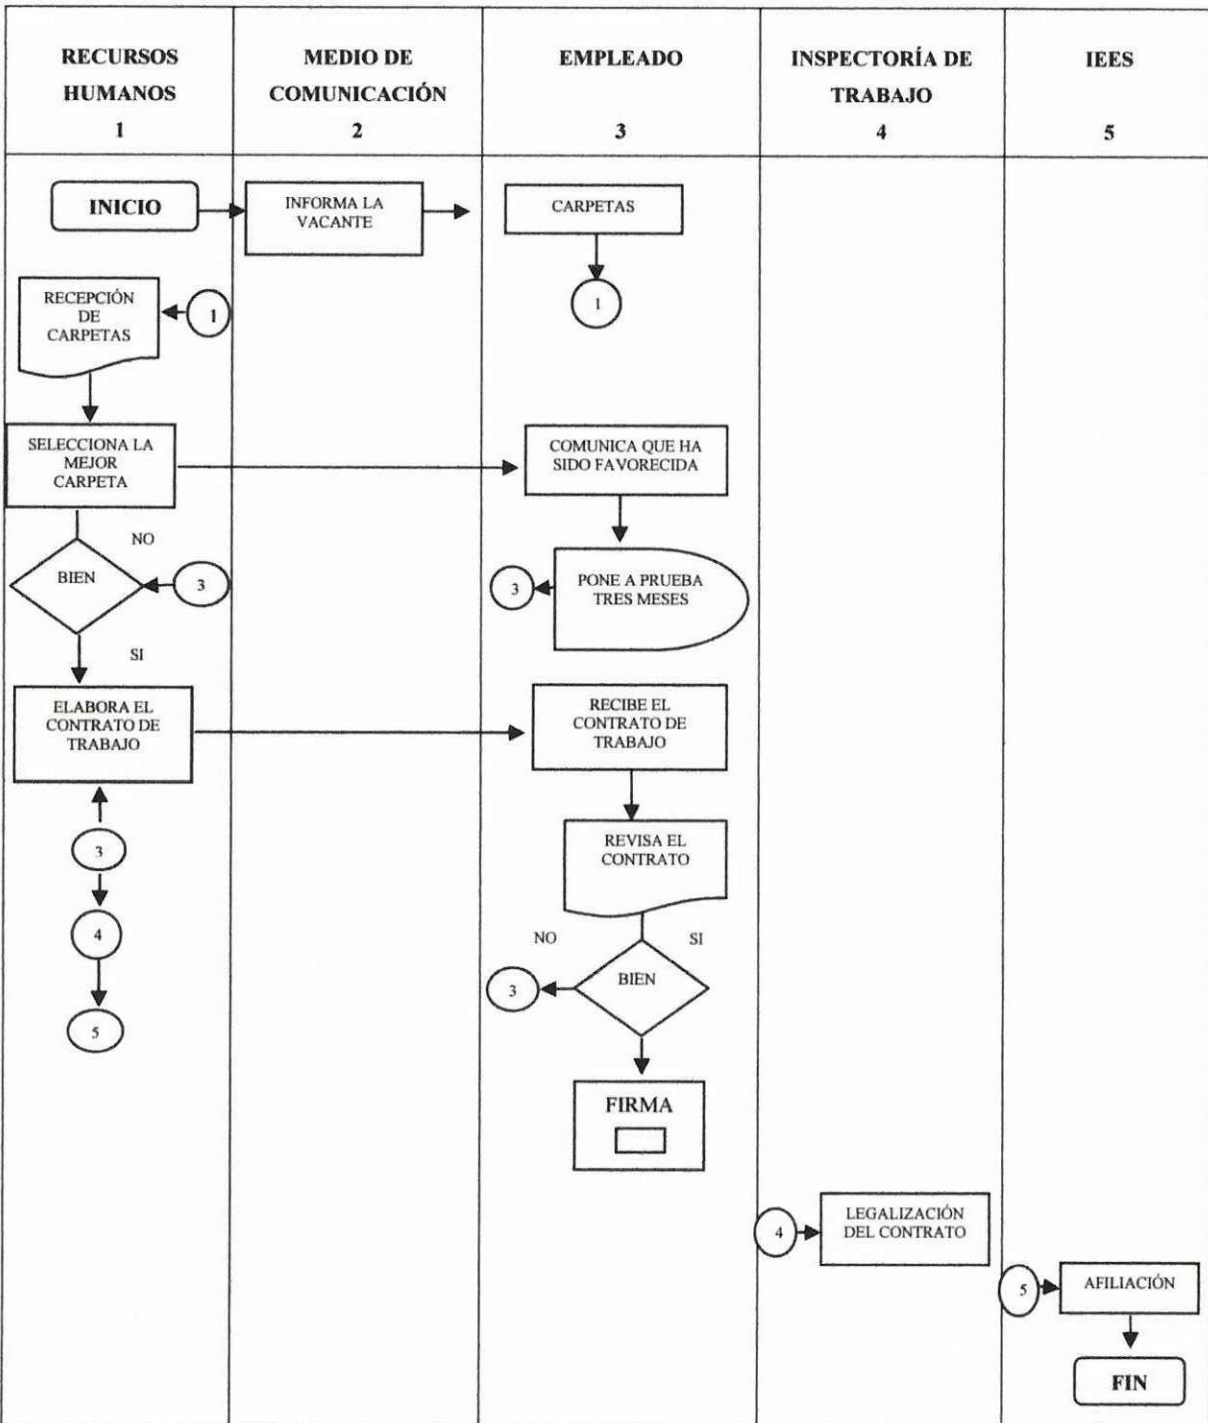 RECURSOS
HUMANOS
1
MEDIO DE
COMUNICACIÓN
2
EMPLEADO
3
INSPECTORÍA DE
TRABAJO
4
IEES
5
INICIO
INFORMA LA
VACANTE
CARPETAS
1
RECEPCIÓN
DE
CARPETAS
1
SELECCIONA LA
MEJOR
CARPETA
COMUNICA QUE HA
SIDO FAVORECIDA
NO
BIEN
3
3
PONE A PRUEBA
TRES MESES
SI
ELABORA EL
CONTRATO DE
TRABAJO
RECIBE EL
CONTRATO DE
TRABAJO
3
REVISA EL
CONTRATO
4
NO
SI
BIEN
3
5
FIRMA
4
LEGALIZACIÓN
DEL CONTRATO
5
AFILIACIÓN
FIN